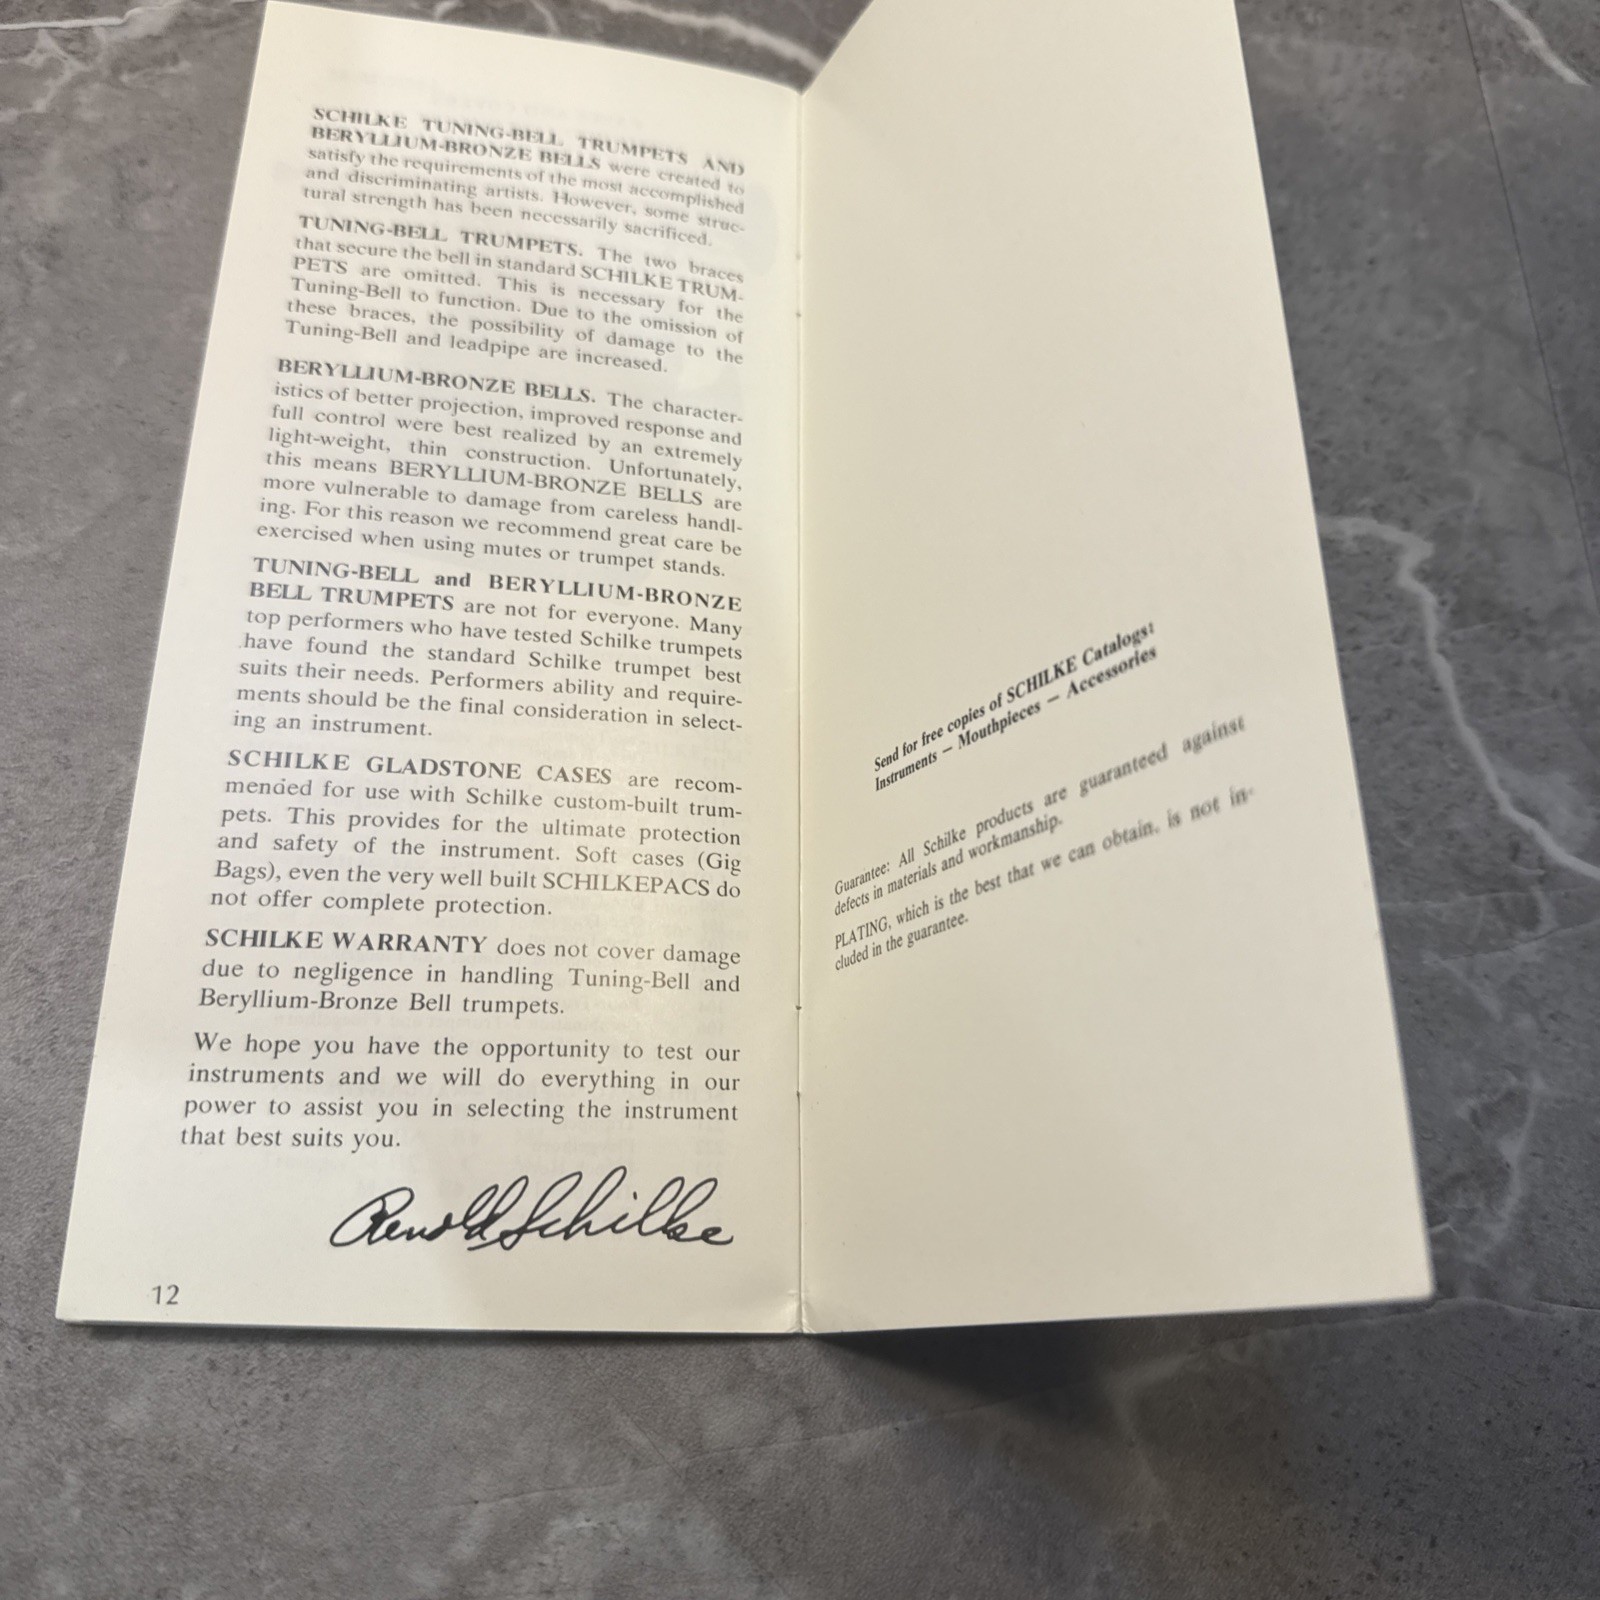 SCHILKE TUNING-BELL TRUMPETS AND
BERYLLIUM-BRONZE BELLS were created to
satisfy the requirements of the most accomplished
and discriminating artists. However, some struc-
tural strength has been necessarily sacrificed.
TUNING-BELL TRUMPETS. The two braces
that secure the bell in standard SCHILKE TRUM-
PETS are omitted. This is necessary for the
Tuning-Bell to function. Due to the omission of
these braces, the possibility of damage to the
Tuning-Bell and leadpipe are increased.
BERYLLIUM-BRONZE BELLS. The character-
istics of better projection, improved response and
full control were best realized by an extremely
light-weight, thin construction. Unfortunately,
this means BERYLLIUM-BRONZE BELLS are
more vulnerable to damage from careless handl-
ing. For this reason we recommend great care be
exercised when using mutes or trumpet stands.
TUNING-BELL and BERYLLIUM-BRONZE
BELL TRUMPETS are not for everyone. Many
top performers who have tested Schilke trumpets
have found the standard Schilke trumpet best
suits their needs. Performers ability and require-
ments should be the final consideration in select-
ing an instrument.
SCHILKE GLADSTONE CASES are recom-
mended for use with Schilke custom-built trum-
pets. This provides for the ultimate protection
and safety of the instrument. Soft cases (Gig
Bags), even the very well built SCHILKEPACS do
not offer complete protection.
SCHILKE WARRANTY does not cover damage
due to negligence in handling Tuning-Bell and
Beryllium-Bronze Bell trumpets.
We hope you have the opportunity to test our
instruments and we will do everything in our
power to assist you in selecting the instrument
that best suits you.
Renold Schilke
12
Send for free copies of SCHILKE Catalogs:
Instruments — Mouthpieces — Accessories
Guarantee: All Schilke products are guaranteed against
defects in materials and workmanship.
PLATING, which is the best that we can obtain, is not in-
cluded in the guarantee.